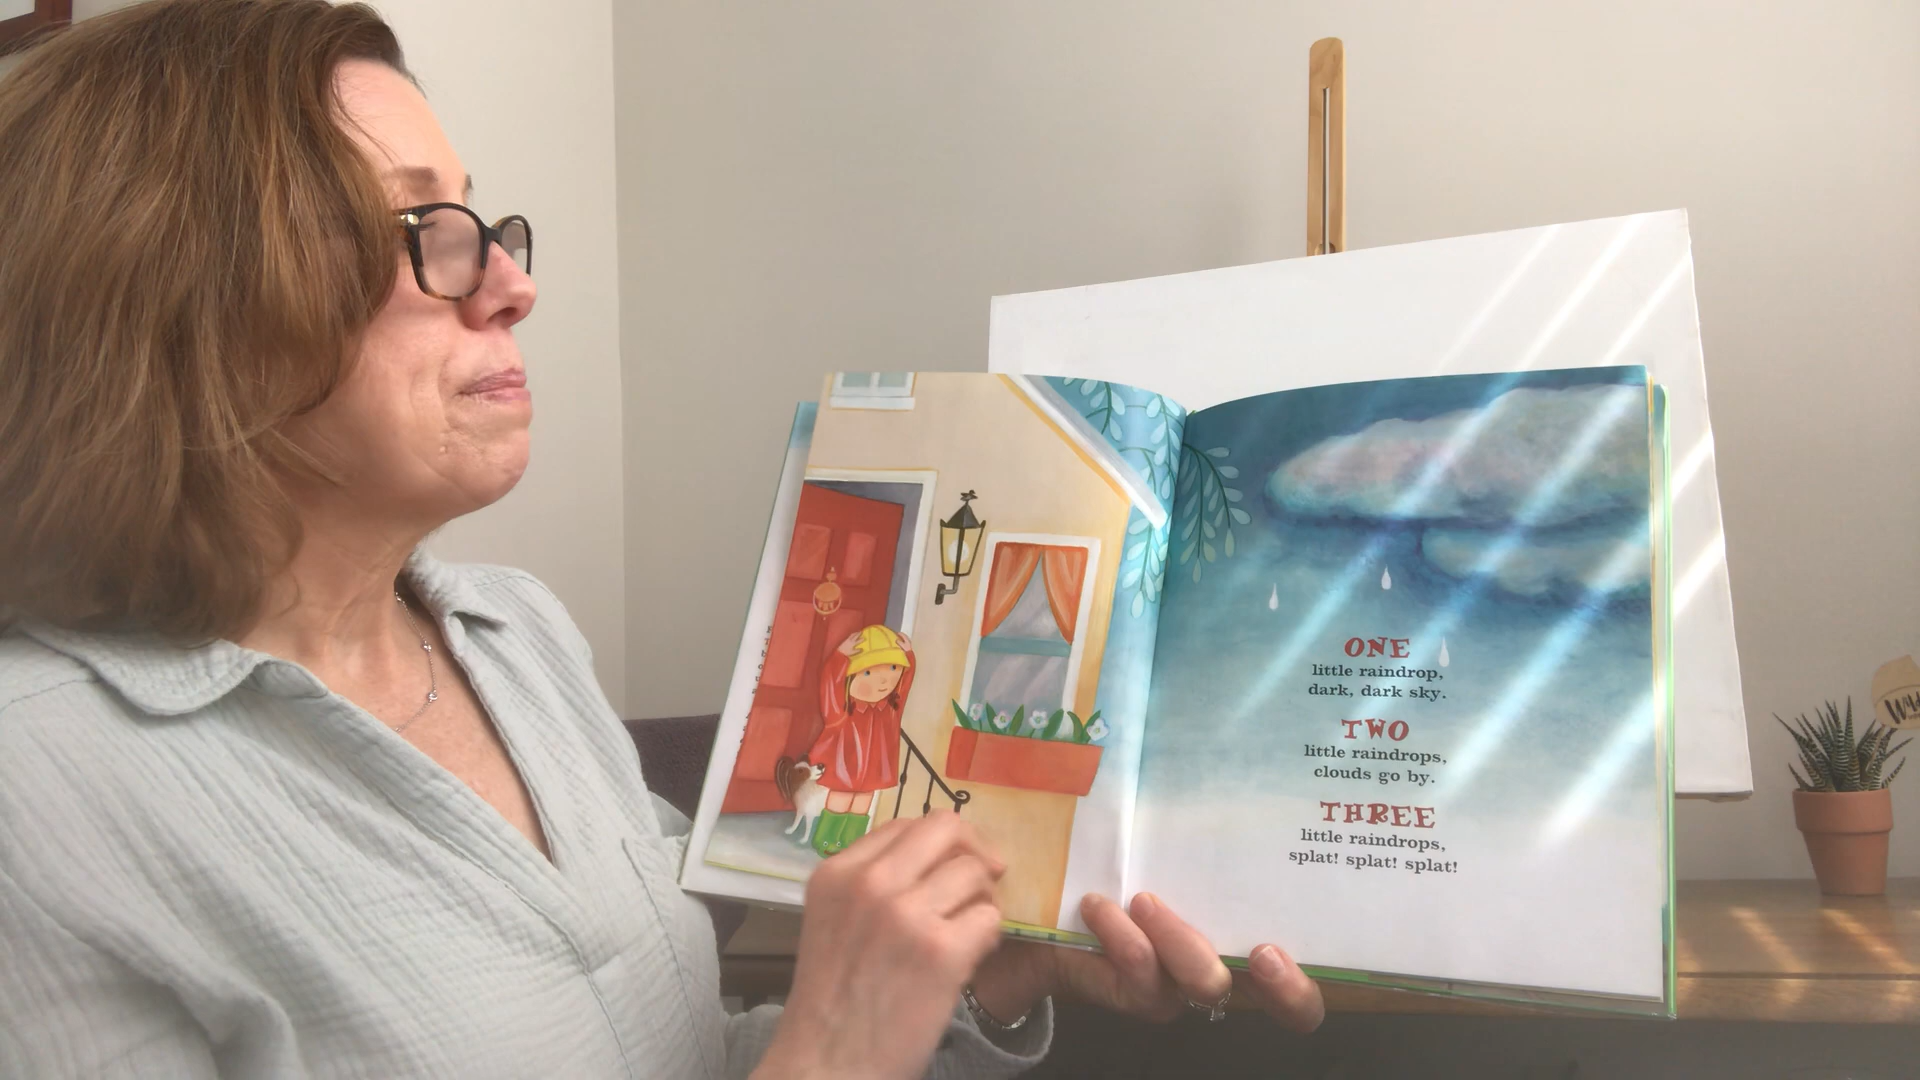 ONE
little raindrop,
dark, dark sky.
TWO
little raindrops,
clouds go by.
THREE
little raindrops,
splat! splat! splat!